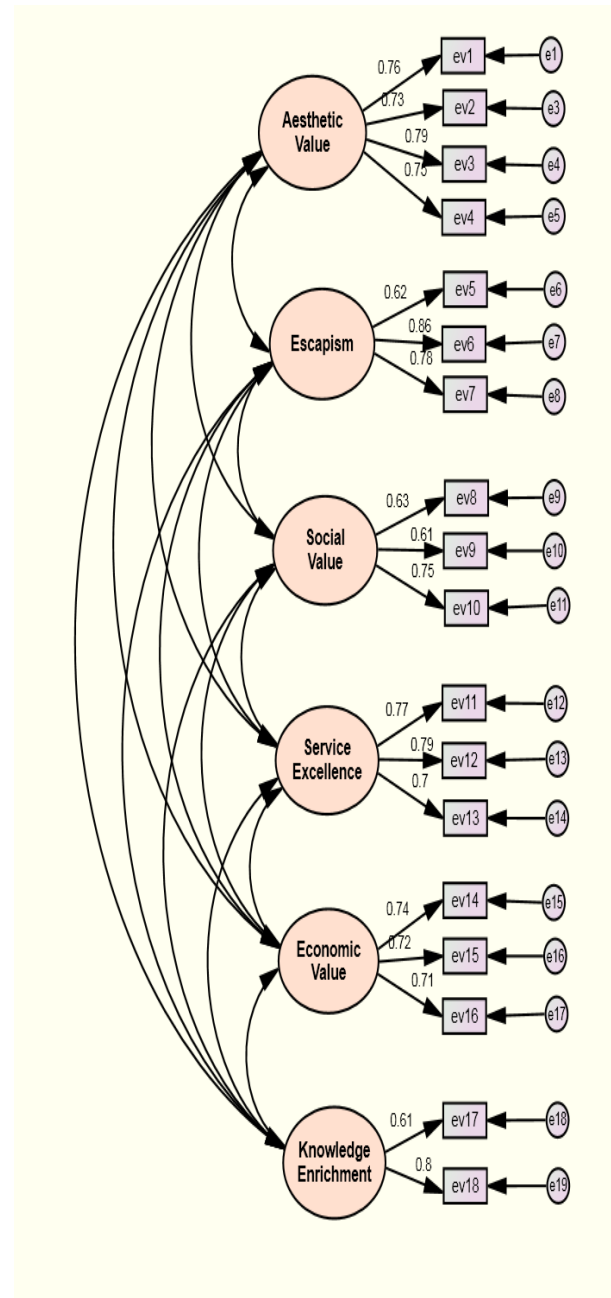 0.76
ev1
e1
Aesthetic
Value
0.73
ev2
e3
0.79
ev3
e4
0.75
ev4
e5
0.62
ev5
e6
Escapism
0.86
ev6
e7
0.78
ev7
e8
0.63
ev8
e9
Social
Value
0.61
ev9
e10
0.75
ev10
e11
0.77
ev11
e12
Service
Excellence
0.79
ev12
e13
0.7
ev13
e14
0.74
ev14
e15
Economic
Value
0.72
ev15
e16
0.71
ev16
e17
0.61
ev17
e18
Knowledge
Enrichment
0.8
ev18
e19